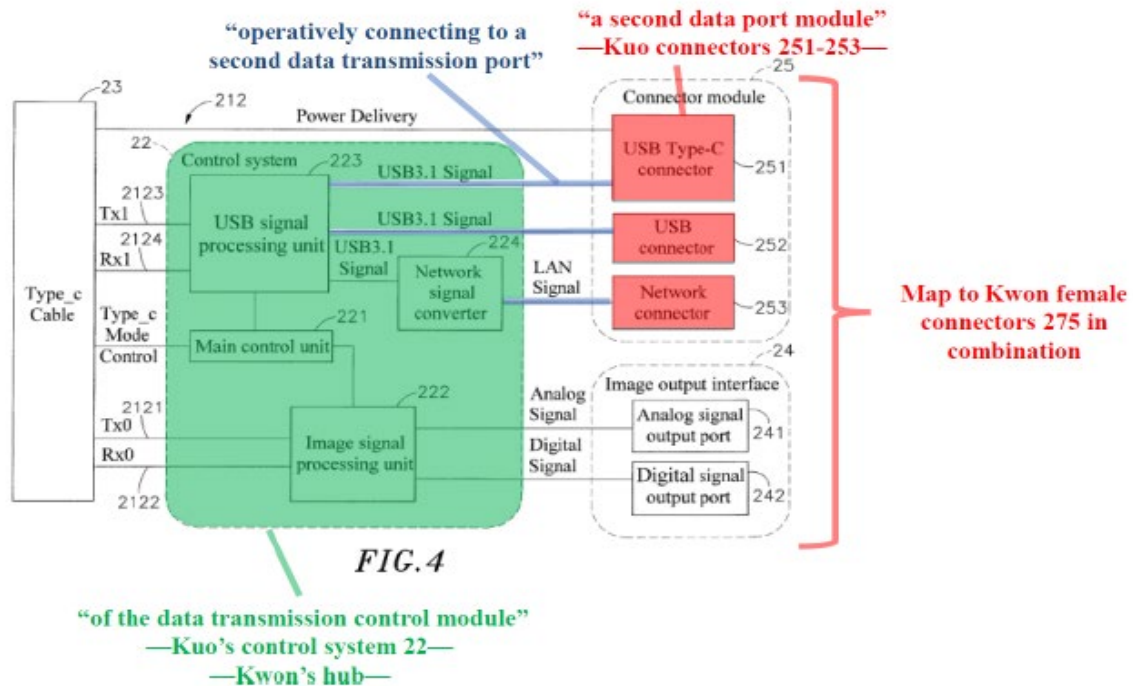 “operatively connecting to a
second data transmission port”
“a second data port module”
—Kuo connectors 251-253—
23
212
25
Connector module
Power Delivery
22
Control system
223
USB3.1 Signal
USB Type-C
connector
251
2123
Tx1
USB signal
processing unit
USB3.1 Signal
USB
connector
252
2124
Rx1
USB3.1
Signal
224
Network
signal
converter
LAN
Signal
Network
connector
253
Type_c
Cable
Type_c
Mode
Control
221
Main control unit
Map to Kwon female
connectors 275 in
combination
24
Image output interface
222
Analog
Signal
Analog signal
output port
241
2121
Tx0
Image signal
processing unit
Digital
Signal
Digital signal
output port
242
Rx0
2122
FIG.4
“of the data transmission control module”
—Kuo’s control system 22—
—Kwon’s hub—